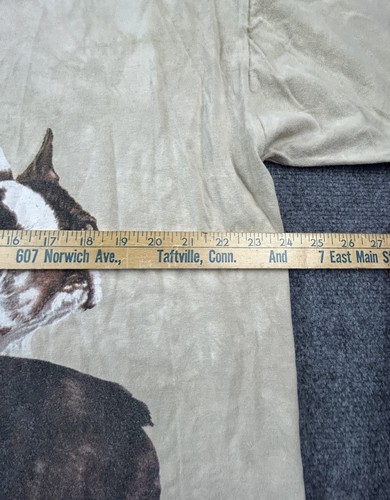 16 17 18 19 20 21 22 23 24 25 26 27
607 Norwich Ave., Taftville, Conn. And 7 East Main S